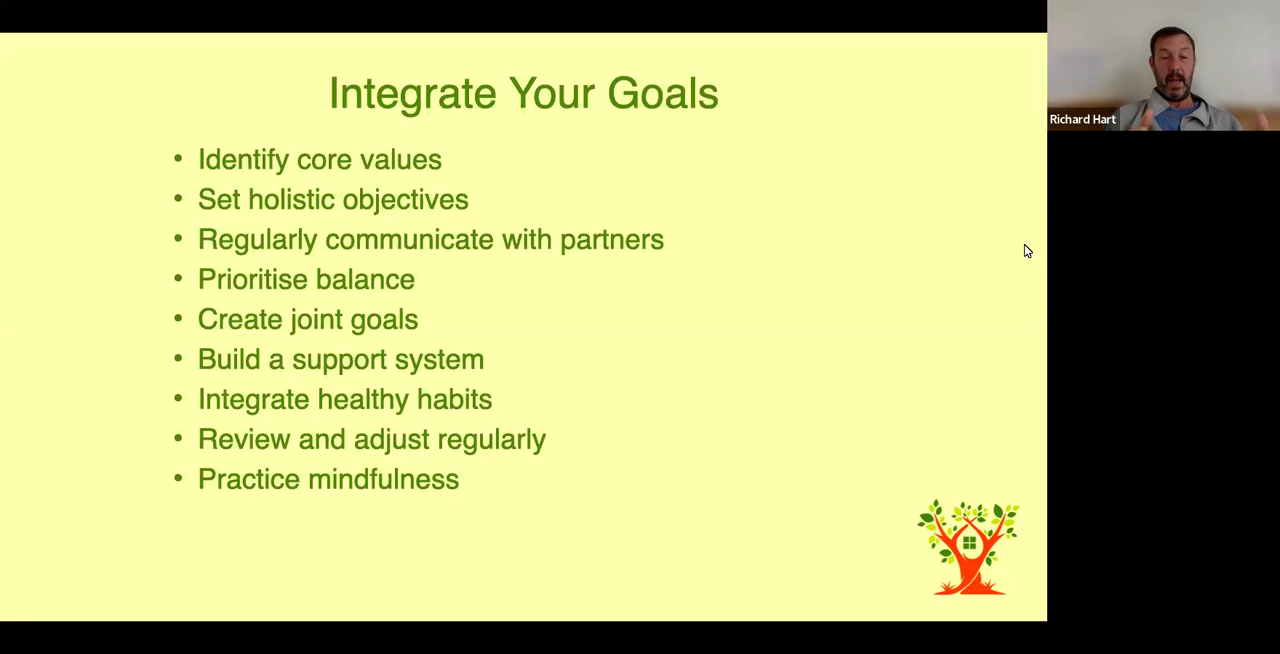 Integrate Your Goals
• Identify core values
• Set holistic objectives
• Regularly communicate with partners
• Prioritise balance
• Create joint goals
• Build a support system
• Integrate healthy habits
• Review and adjust regularly
• Practice mindfulness
Richard Hart